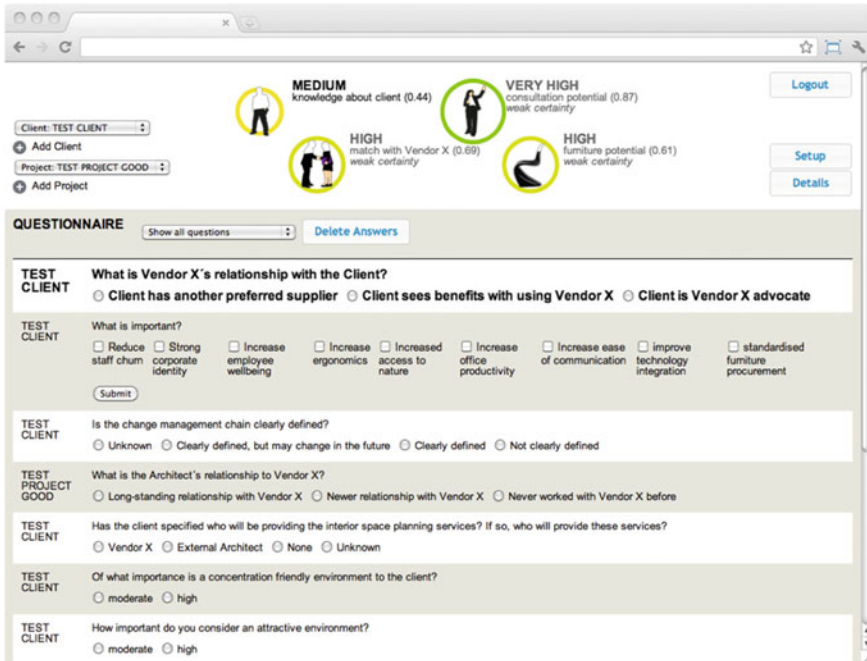 MEDIUM
knowledge about client (0.44)
VERY HIGH
consultation potential (0.87)
weak certainty
Logout
Client: TEST CLIENT
Add Client
Project: TEST PROJECT GOOD
Add Project
HIGH
match with Vendor X (0.69)
weak certainty
HIGH
furniture potential (0.61)
weak certainty
Setup
Details
QUESTIONNAIRE
Show all questions
Delete Answers
TEST
CLIENT
What is Vendor X´s relationship with the Client?
Client has another preferred supplier Client sees benefits with using Vendor X Client is Vendor X advocate
TEST
CLIENT
What is important?
Reduce
staff churn
Strong
corporate
identity
Increase
employee
wellbeing
Increase
ergonomics
Increased
access to
nature
Increase
office
productivity
Increase ease
of communication
improve
technology
integration
standardised
furniture
procurement
Submit
TEST
CLIENT
Is the change management chain clearly defined?
Unknown Clearly defined, but may change in the future Clearly defined Not clearly defined
TEST
PROJECT
GOOD
What is the Architect´s relationship to Vendor X?
Long-standing relationship with Vendor X Newer relationship with Vendor X Never worked with Vendor X before
TEST
CLIENT
Has the client specified who will be providing the interior space planning services? If so, who will provide these services?
Vendor X External Architect None Unknown
TEST
CLIENT
Of what importance is a concentration friendly environment to the client?
moderate high
TEST
CLIENT
How important do you consider an attractive environment?
moderate high